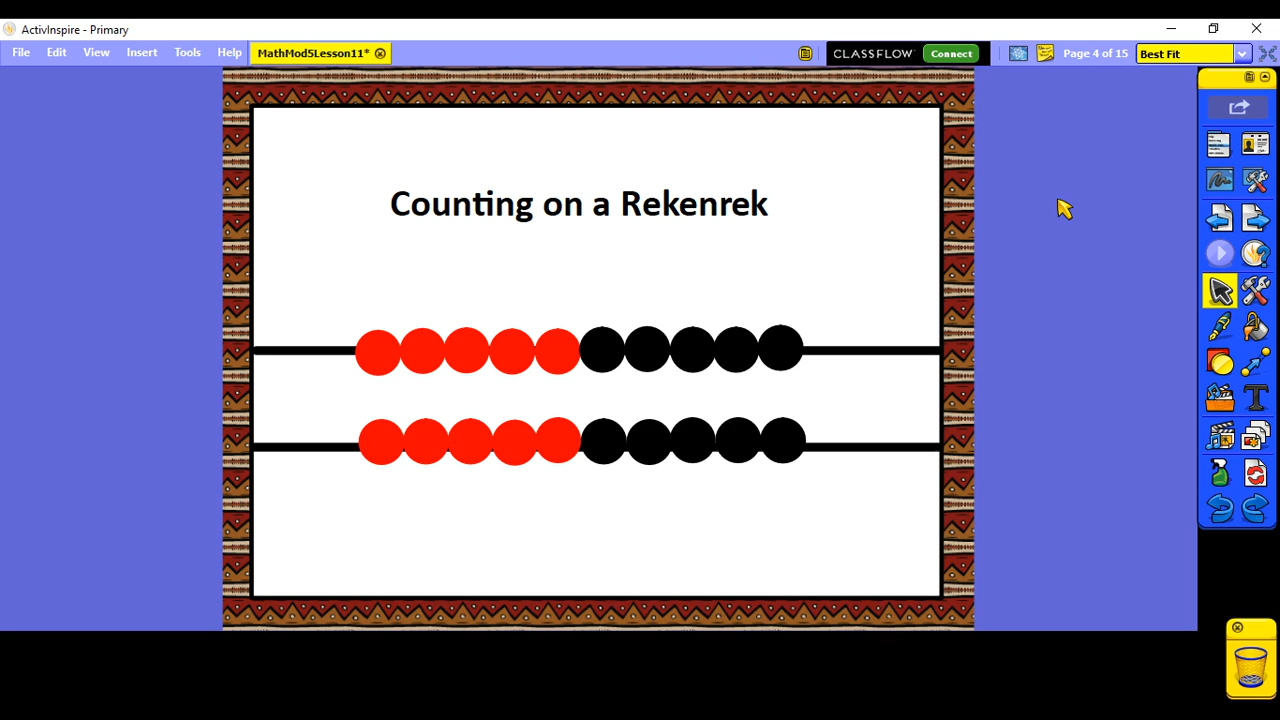 ActivInspire - Primary
File Edit View Insert Tools Help MathMod5Lesson11* CLASSFLOW Connect Page 4 of 15 Best Fit
Counting on a Rekenrek